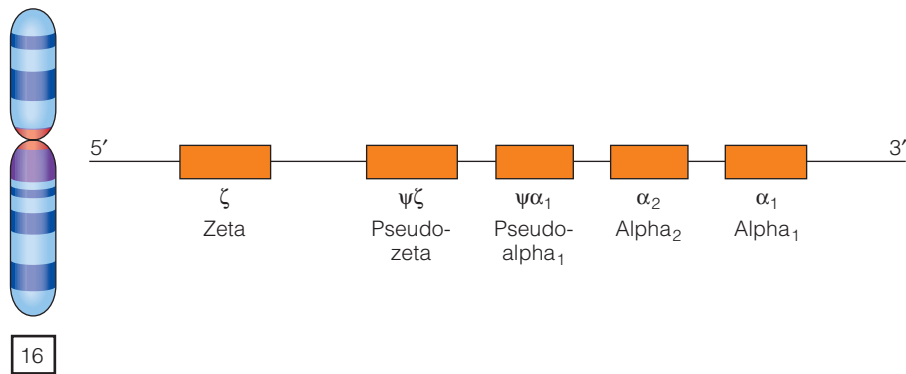 5′ 3′
ζ ψζ ψα₁ α₂ α₁
Zeta Pseudo- Pseudo- Alpha₂ Alpha₁
zeta alpha₁
16